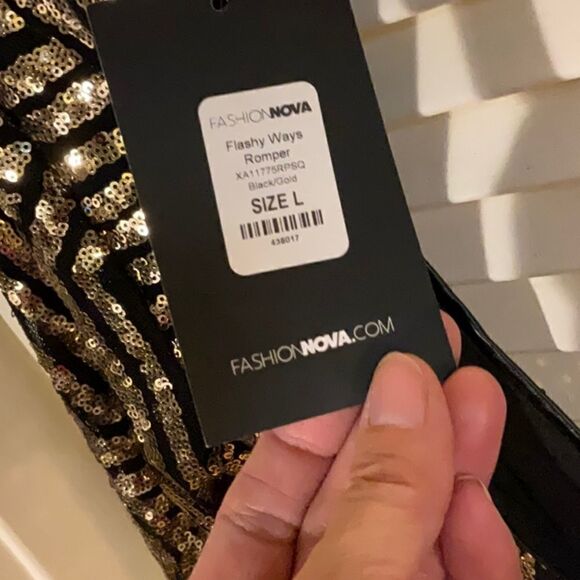 FASHIONNOVA
Flashy Ways
Romper
XA11775RPSQ
Black/Gold
SIZE L
438017
FASHIONNOVA.COM